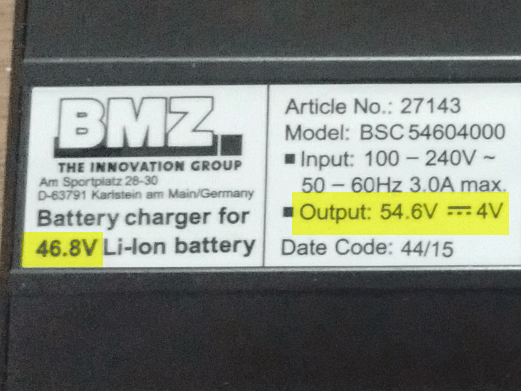 BMZ
THE INNOVATION GROUP
Am Sportplatz 28-30
D-63791 Karlstein am Main/Germany
Battery charger for
46.8V Li-Ion battery
Article No.: 27143
Model: BSC 54604000
■ Input: 100 – 240V ~
50 – 60Hz 3.0A max.
■ Output: 54.6V ⎓ 4V
Date Code: 44/15